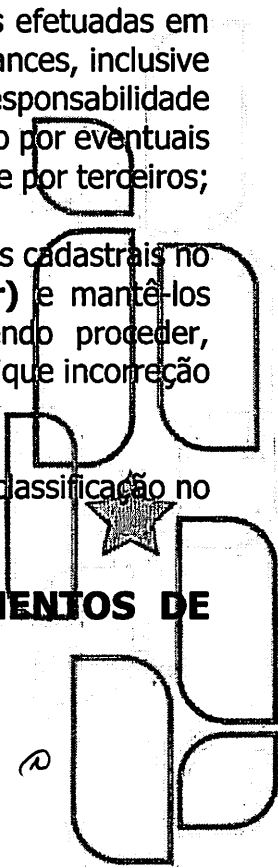 s efetuadas em
ances, inclusive
esponsabilidade
o por eventuais
e por terceiros;
s cadastrais no
r) e mantê-los
endo proceder,
que incorreção
classificação no
MENTOS DE